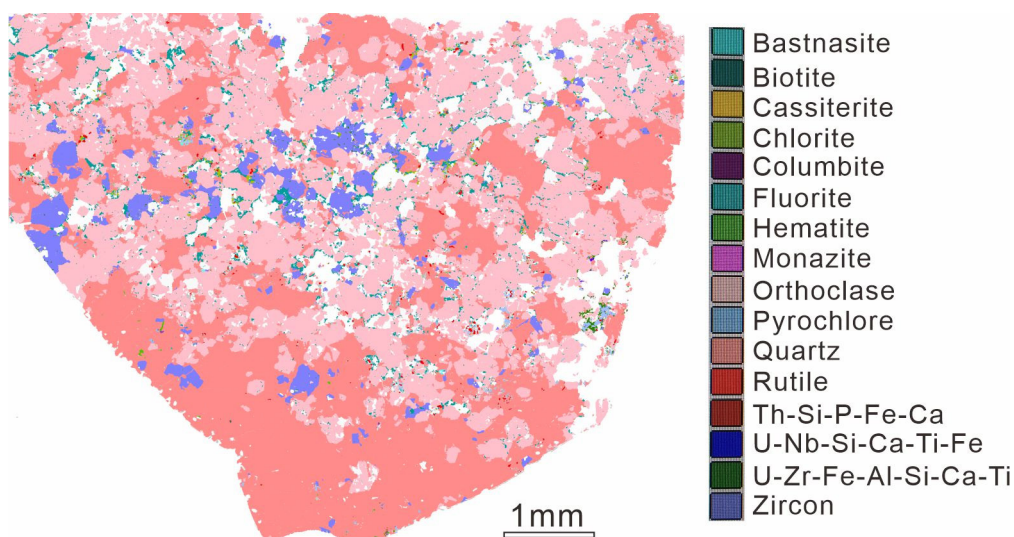 Bastnasite
Biotite
Cassiterite
Chlorite
Columbite
Fluorite
Hematite
Monazite
Orthoclase
Pyrochlore
Quartz
Rutile
Th-Si-P-Fe-Ca
U-Nb-Si-Ca-Ti-Fe
U-Zr-Fe-Al-Si-Ca-Ti
Zircon
1mm